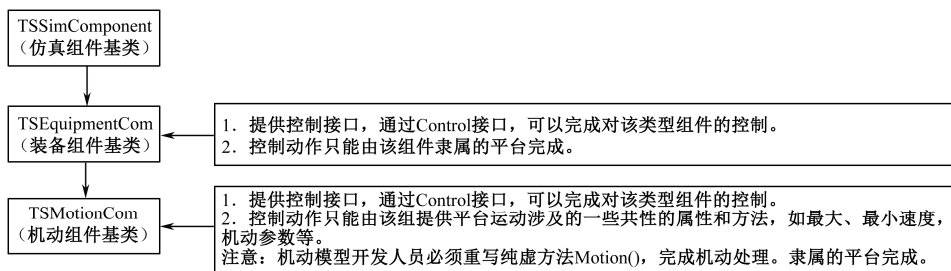 TSSimComponent
（仿真组件基类）
TSEquipmentCom
（装备组件基类）
1．提供控制接口，通过Control接口，可以完成对该类型组件的控制。
2．控制动作只能由该组件隶属的平台完成。
TSMotionCom
（机动组件基类）
1．提供控制接口，通过Control接口，可以完成对该类型组件的控制。
2．控制动作只能由该组提供平台运动涉及的一些共性的属性和方法，如最大、最小速度，
机动参数等。
注意：机动模型开发人员必须重写纯虚方法Motion()，完成机动处理。隶属的平台完成。